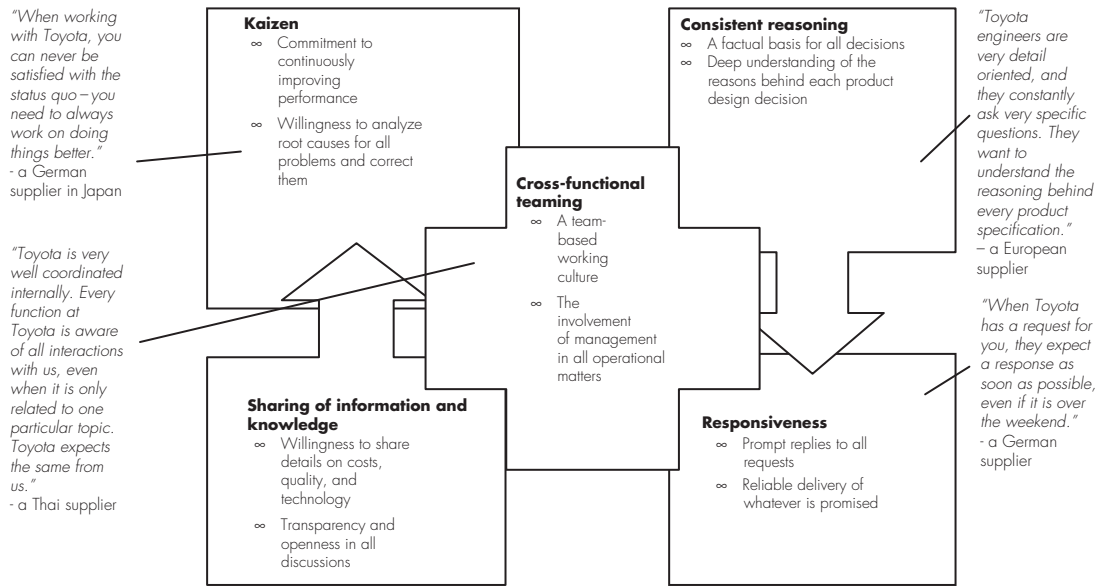 “When working
with Toyota, you
can never be
satisfied with the
status quo – you
need to always
work on doing
things better.”
- a German
supplier in Japan
Kaizen
∞ Commitment to
continuously
improving
performance
∞ Willingness to analyze
root causes for all
problems and correct
them
Consistent reasoning
∞ A factual basis for all decisions
∞ Deep understanding of the
reasons behind each product
design decision
“Toyota
engineers are
very detail
oriented, and
they constantly
ask very specific
questions. They
want to
understand the
reasoning behind
every product
specification.”
– a European
supplier
Cross-functional
teaming
∞ A team-
based
working
culture
∞ The
involvement
of management
in all operational
matters
“Toyota is very
well coordinated
internally. Every
function at
Toyota is aware
of all interactions
with us, even
when it is only
related to one
particular topic.
Toyota expects
the same from
us.”
- a Thai supplier
Sharing of information and
knowledge
∞ Willingness to share
details on costs,
quality, and
technology
∞ Transparency and
openness in all
discussions
Responsiveness
∞ Prompt replies to all
requests
∞ Reliable delivery of
whatever is promised
“When Toyota
has a request for
you, they expect
a response as
soon as possible,
even if it is over
the weekend.”
- a German
supplier